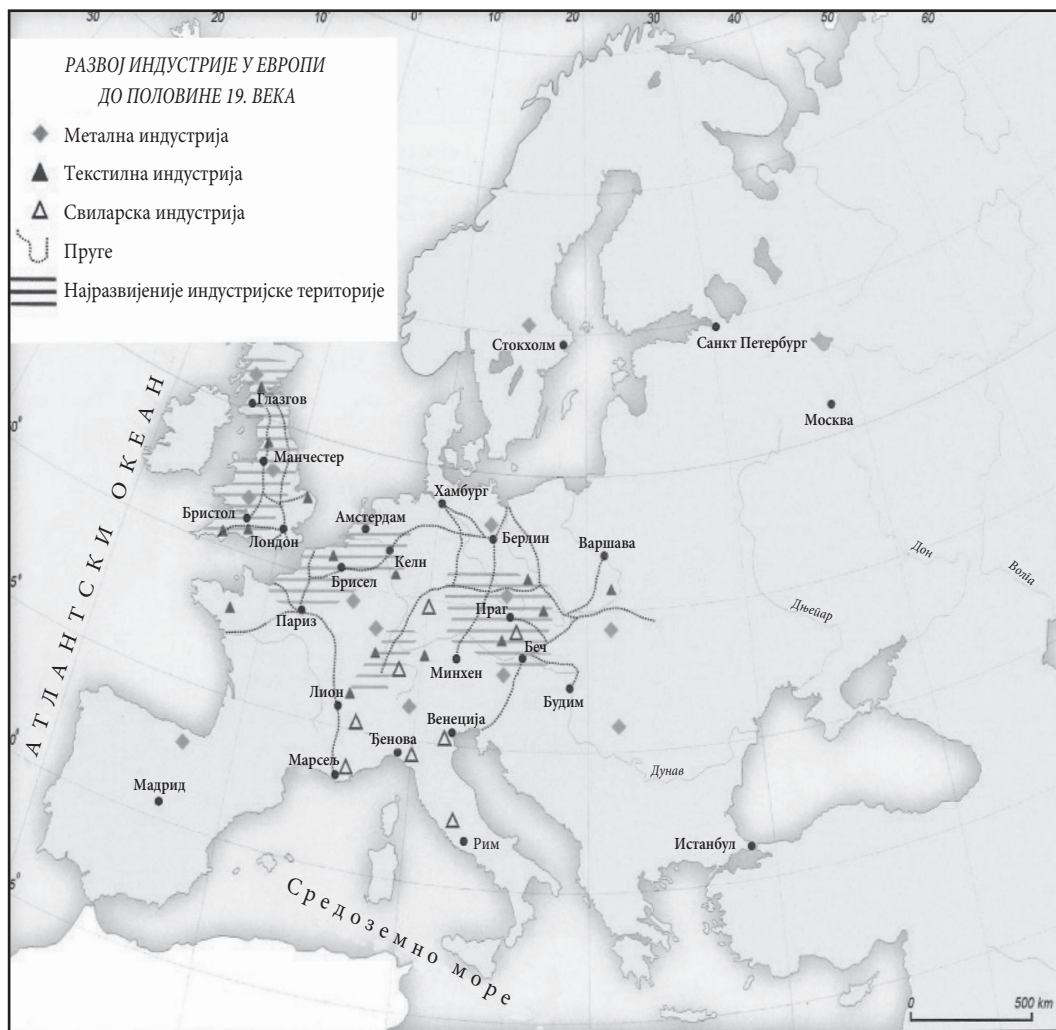 30
20
10
0°
10
20
30
40
50
60
РАЗВОЈ ИНДУСТРИЈЕ У ЕВРОПИ
ДО ПОЛОВИНЕ 19. ВЕКА
Метална индустрија
Текстилна индустрија
Свиларска индустрија
Пруге
Најразвијеније индустријске територије
АТЛАНТСКИ ОКЕАН
Стокхолм
Санкт Петербург
Москва
Глазгов
Манчестер
Бристол
Лондон
Хамбург
Амстердам
Берлин
Варшава
Келн
Брисел
Дон
Волга
Дњепар
Париз
Праг
Беч
Минхен
Будим
Лион
Венеција
Ђенова
Марсељ
Дунав
Мадрид
Рим
Истанбул
Средоземно море
0
500 km